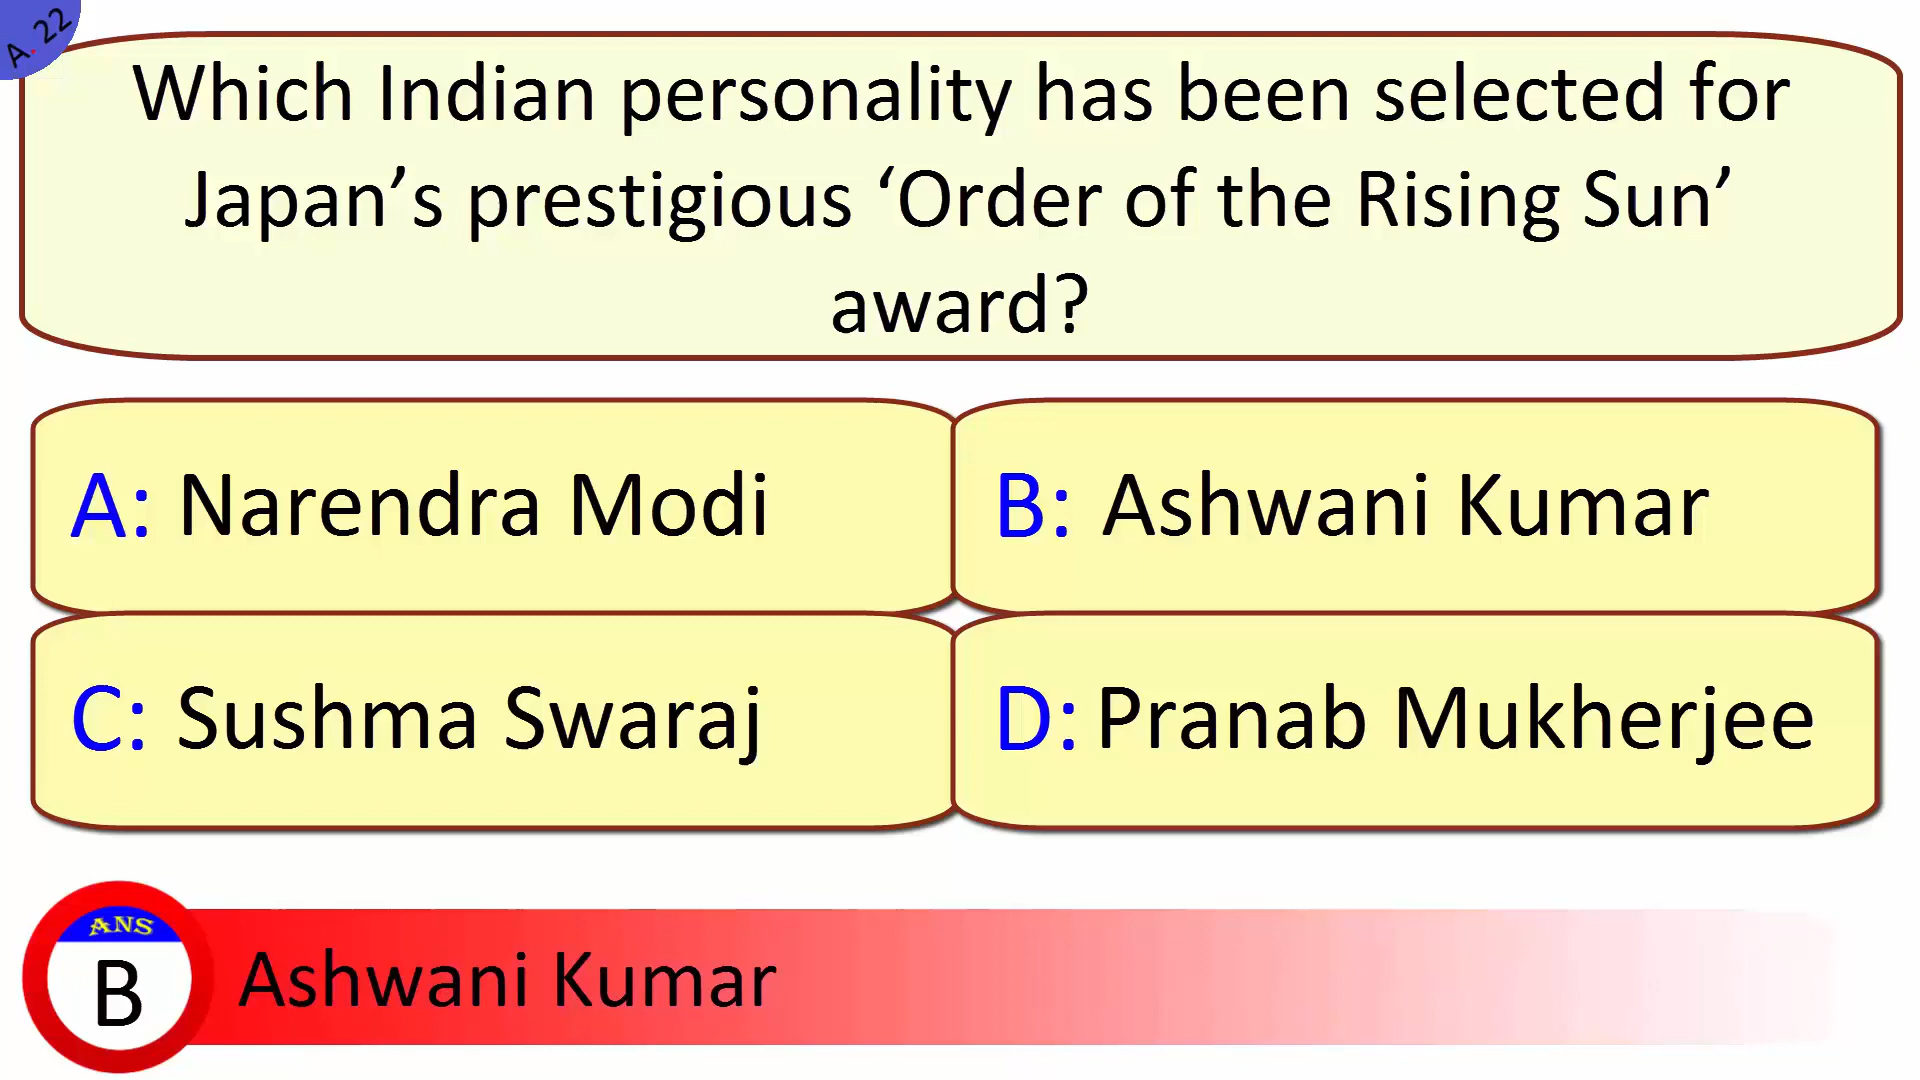 A. 22
Which Indian personality has been selected for
Japan’s prestigious ‘Order of the Rising Sun’
award?
A: Narendra Modi
B: Ashwani Kumar
C: Sushma Swaraj
D: Pranab Mukherjee
ANS
B
Ashwani Kumar